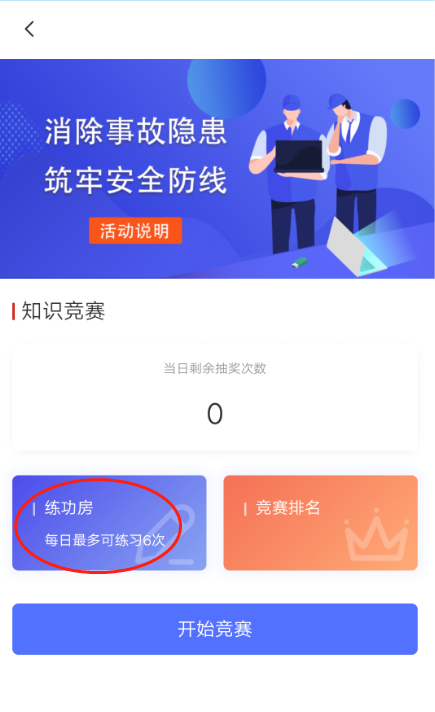 消除事故隐患
筑牢安全防线
活动说明
知识竞赛
当日剩余抽奖次数
0
练功房
每日最多可练习6次
竞赛排名
开始竞赛